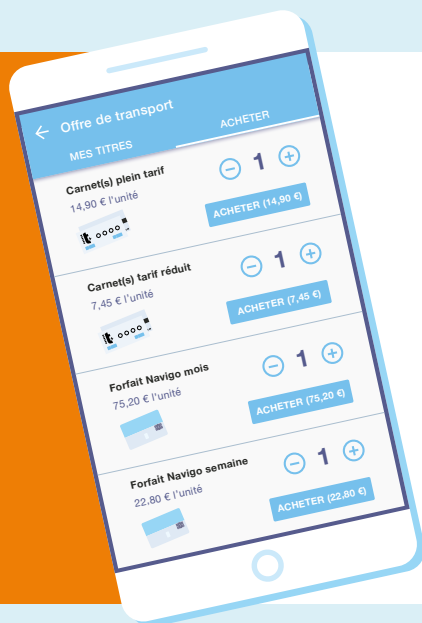 ← Offre de transport
MES TITRES
ACHETER
Carnet(s) plein tarif
14,90 € l'unité
1
ACHETER (14,90 €)
Carnet(s) tarif réduit
7,45 € l'unité
1
ACHETER (7,45 €)
Forfait Navigo mois
75,20 € l'unité
1
ACHETER (75,20 €)
Forfait Navigo semaine
22,80 € l'unité
1
ACHETER (22,80 €)